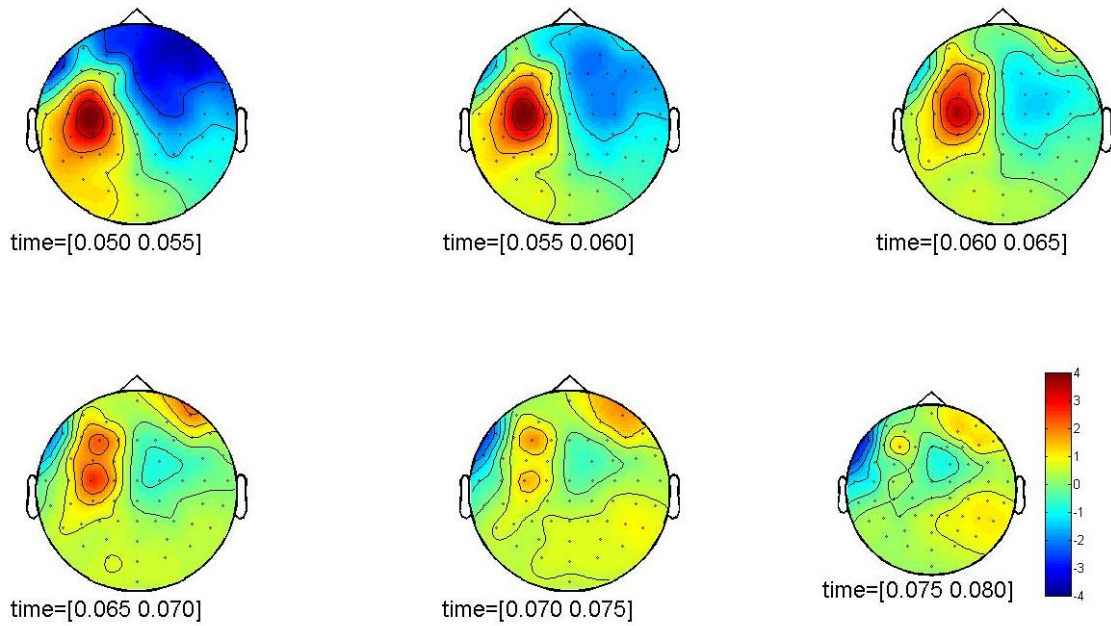 time=[0.050 0.055]
time=[0.055 0.060]
time=[0.060 0.065]
time=[0.065 0.070]
time=[0.070 0.075]
time=[0.075 0.080]
4
3
2
1
0
-1
-2
-3
-4